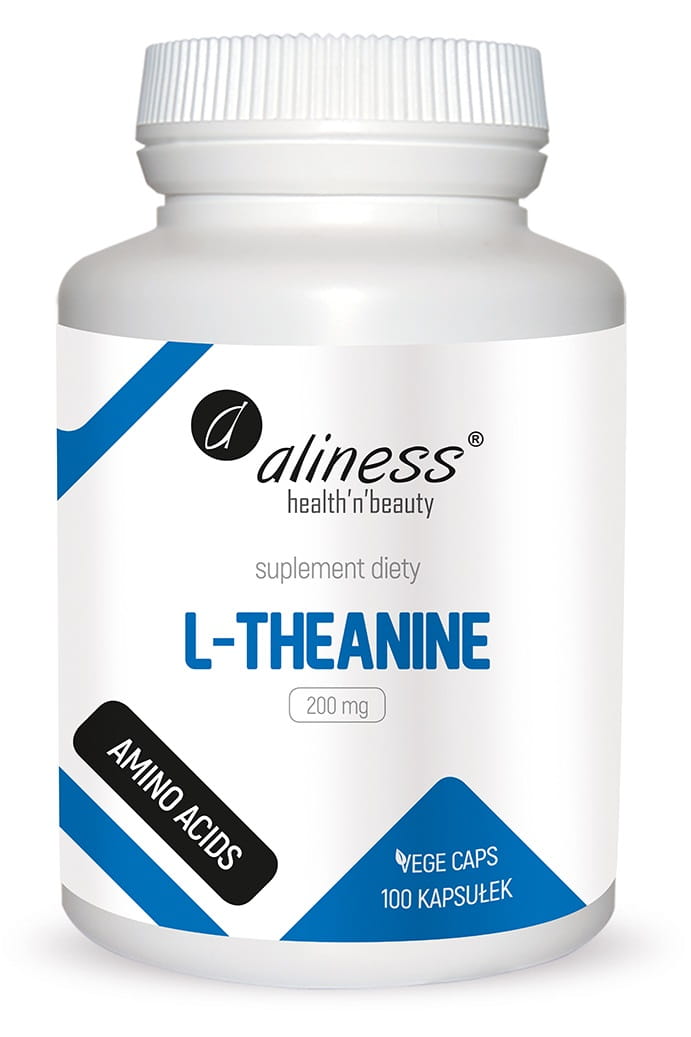 a aliness®
health'n'beauty
suplement diety
L-THEANINE
200 mg
AMINO ACIDS
VEGE CAPS
100 KAPSUŁEK